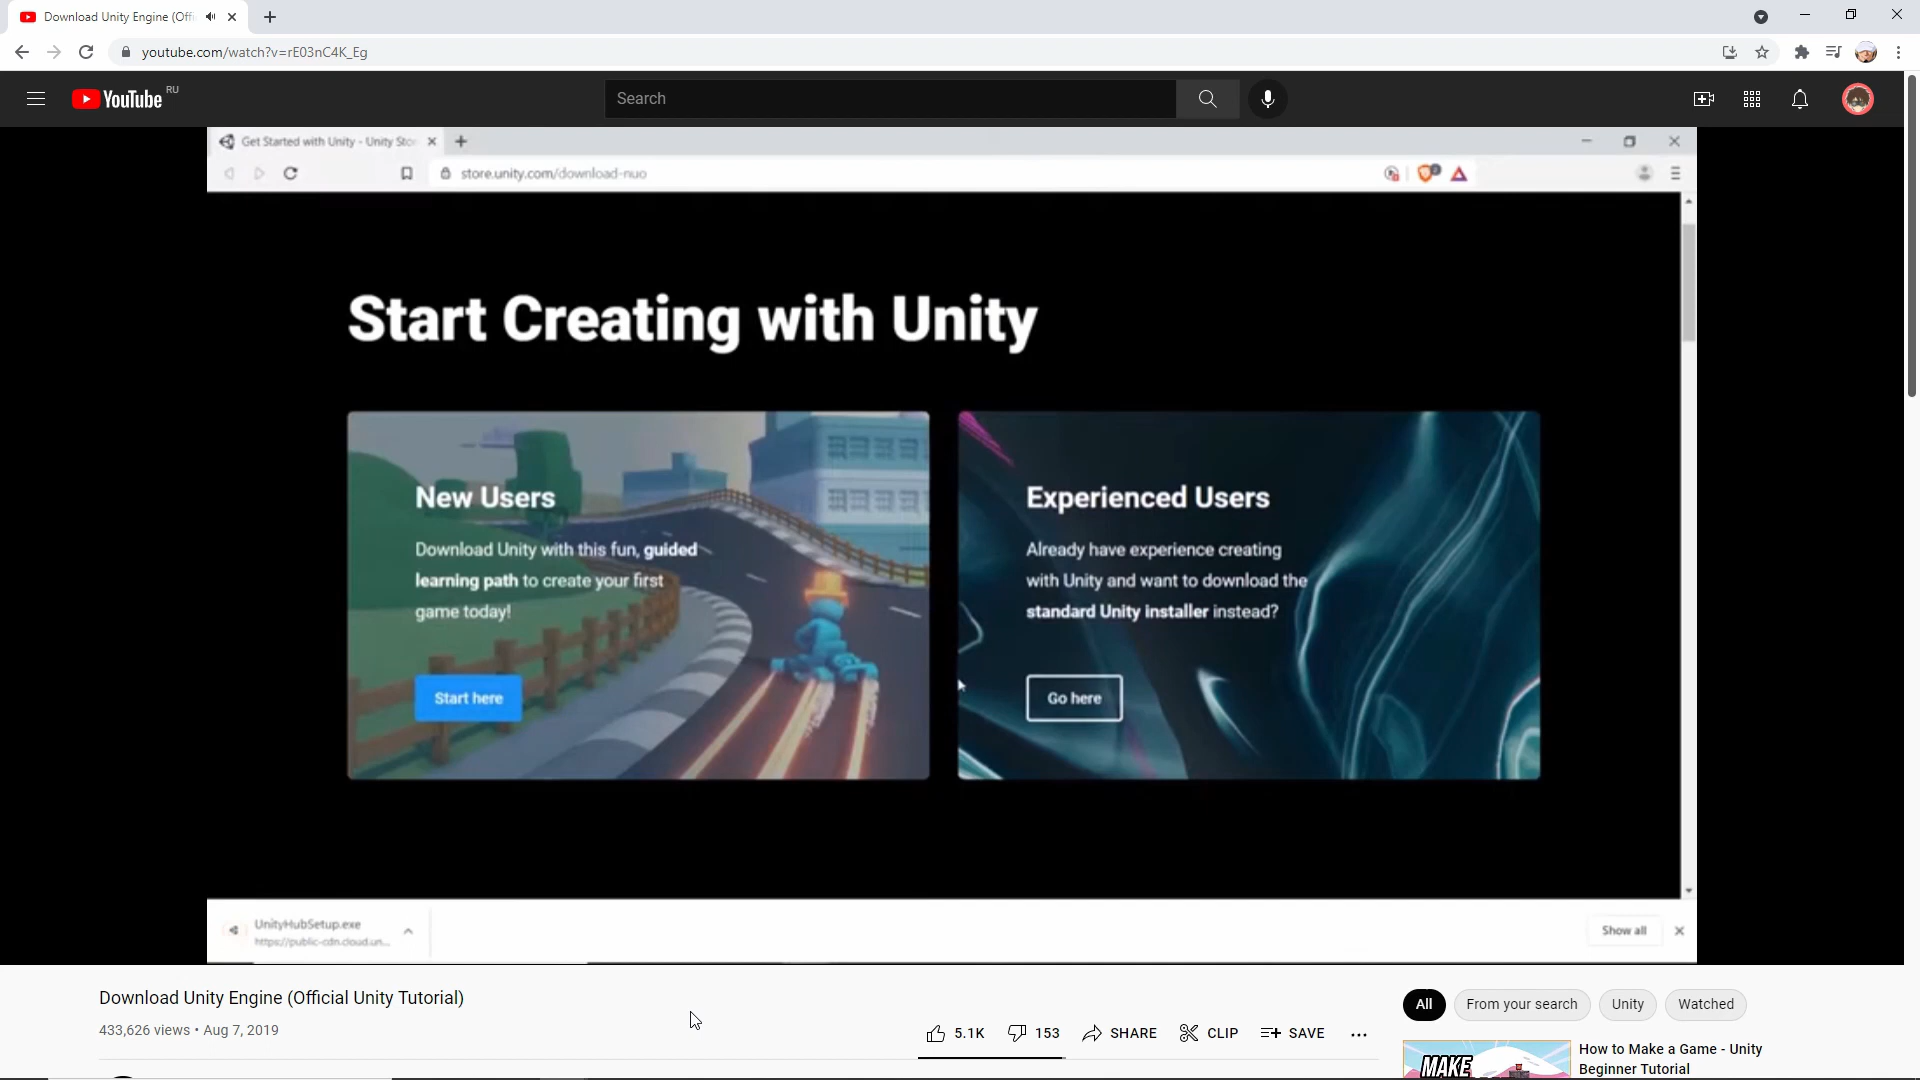 Download Unity Engine (Offi
youtube.com/watch?v=rE03nC4K_Eg
YouTube RU
Search
Get Started with Unity - Unity Sto
store.unity.com/download-nuo
Start Creating with Unity
New Users
Download Unity with this fun, guided
learning path to create your first
game today!
Start here
Experienced Users
Already have experience creating
with Unity and want to download the
standard Unity installer instead?
Go here
UnityHubSetup.exe
https://public-cdn.cloud.un...
Show all
Download Unity Engine (Official Unity Tutorial)
433,626 views • Aug 7, 2019
5.1K
153
SHARE
CLIP
SAVE
All
From your search
Unity
Watched
MAKE
How to Make a Game - Unity
Beginner Tutorial